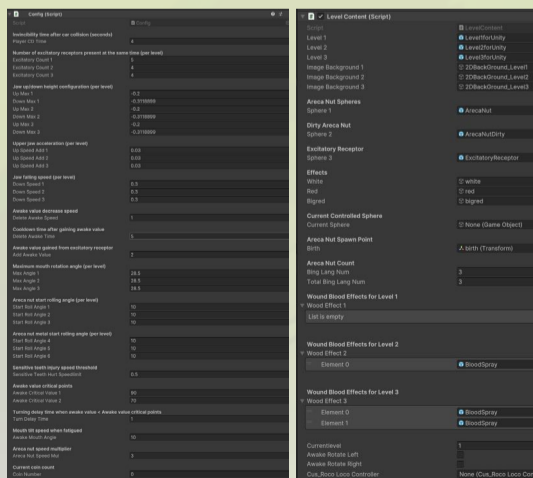 Config (Script)
Script Config
Invincibility time after car collision (seconds)
Player Ctr Time 4
Number of excitatory receptors present at the same time (per level)
Excitatory Count 1 5
Excitatory Count 2 4
Excitatory Count 3 4
Jaw up/down height configuration (per level)
Up Max 1 -0.2
Down Max 1 -0.3116999
Up Max 2 -0.2
Down Max 2 -0.3116999
Up Max 3 -0.2
Down Max 3 -0.3116999
Upper jaw acceleration (per level)
Up Speed Add 1 0.03
Up Speed Add 2 0.03
Up Speed Add 3 0.03
Jaw falling speed (per level)
Down Speed 1 0.3
Down Speed 2 0.3
Down Speed 3 0.3
Awake value decrease speed
Delete Awake Speed 1
Cooldown time after gaining awake value
Delete Awake Time 5
Awake value gained from excitatory receptor
Add Awake Value 7
Maximum mouth rotation angle (per level)
Max Angle 1 28.5
Max Angle 2 38.5
Max Angle 3 38.5
Areca nut start rolling angle (per level)
Start Roll Angle 1 10
Start Roll Angle 2 10
Start Roll Angle 3 10
Areca nut metal start rolling angle (per level)
Start Roll Angle 4 10
Start Roll Angle 5 10
Start Roll Angle 6 10
Sensitive teeth injury speed threshold
Sensitive Teeth Hurt Speedlimit 0.5
Awake value critical points
Awake Critical Value 1 90
Awake Critical Value 2 70
Turning delay time when awake value < Awake value critical points
Turn Delay Time 1
Mouth tilt speed when fatigued
Awake Mouth Angle 10
Areca nut speed multiplier
Areca Nut Speed Mul 3
Current coin count
Coin Number 0
Level Content (Script)
Script LevelContent
Level 1 Level1forUnity
Level 2 Level2forUnity
Level 3 Level3forUnity
Image Background 1 2DBackGround_Level1
Image Background 2 2DBackGround_Level2
Image Background 3 2DBackGround_Level3
Areca Nut Spheres
Sphere 1 ArecaNut
Dirty Areca Nut
Sphere 2 ArecaNutDirty
Excitatory Receptor
Sphere 3 ExcitatoryReceptor
Effects
White white
Red red
Bigred bigred
Current Controlled Sphere
Current Sphere None (Game Object)
Areca Nut Spawn Point
Birth birth (Transform)
Areca Nut Count
Bing Lang Num 3
Total Bing Lang Num 3
Wound Blood Effects for Level 1
Wood Effect 1
List is empty
Wound Blood Effects for Level 2
Wood Effect 2
Element 0 BloodSpray
Wound Blood Effects for Level 3
Wood Effect 3
Element 0 BloodSpray
Element 1 BloodSpray
Currentlevel 1
Awake Rotate Left
Awake Rotate Right
Cus_Roco Loco Controller None (Cus_Roco Loco Con